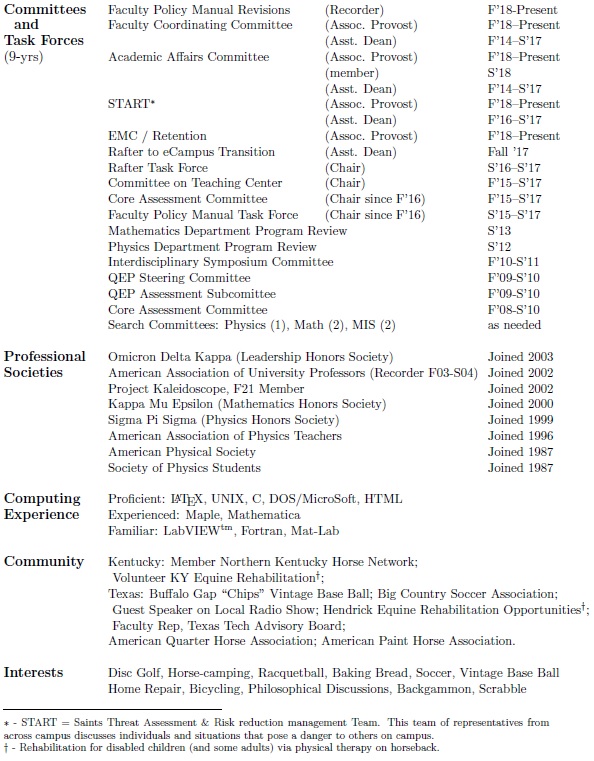 Committees Faculty Policy Manual Revisions (Recorder) F'18-Present
and Faculty Coordinating Committee (Assoc. Provost) F'18–Present
Task Forces (Asst. Dean) F'14–S'17
(9-yrs) Academic Affairs Committee (Assoc. Provost) F'18–Present
(member) S'18
(Asst. Dean) F'14–S'17
START* (Assoc. Provost) F'18–Present
(Asst. Dean) F'16–S'17
EMC / Retention (Assoc. Provost) F'18–Present
Rafter to eCampus Transition (Asst. Dean) Fall '17
Rafter Task Force (Chair) S'16–S'17
Committee on Teaching Center (Chair) F'15–S'17
Core Assessment Committee (Chair since F'16) F'15–S'17
Faculty Policy Manual Task Force (Chair since F'16) S'15–S'17
Mathematics Department Program Review S'13
Physics Department Program Review S'12
Interdisciplinary Symposium Committee F'10-S'11
QEP Steering Committee F'09-S'10
QEP Assessment Subcomittee F'09-S'10
Core Assessment Committee F'08-S'10
Search Committees: Physics (1), Math (2), MIS (2) as needed
Professional Omicron Delta Kappa (Leadership Honors Society) Joined 2003
Societies American Association of University Professors (Recorder F03-S04) Joined 2002
Project Kaleidoscope, F21 Member Joined 2002
Kappa Mu Epsilon (Mathematics Honors Society) Joined 2000
Sigma Pi Sigma (Physics Honors Society) Joined 1999
American Association of Physics Teachers Joined 1996
American Physical Society Joined 1987
Society of Physics Students Joined 1987
Computing Proficient: LATEX, UNIX, C, DOS/MicroSoft, HTML
Experience Experienced: Maple, Mathematica
Familiar: LabVIEWtm, Fortran, Mat-Lab
Community Kentucky: Member Northern Kentucky Horse Network;
Volunteer KY Equine Rehabilitation†;
Texas: Buffalo Gap “Chips” Vintage Base Ball; Big Country Soccer Association;
Guest Speaker on Local Radio Show; Hendrick Equine Rehabilitation Opportunities†;
Faculty Rep, Texas Tech Advisory Board;
American Quarter Horse Association; American Paint Horse Association.
Interests Disc Golf, Horse-camping, Racquetball, Baking Bread, Soccer, Vintage Base Ball
Home Repair, Bicycling, Philosophical Discussions, Backgammon, Scrabble
* - START = Saints Threat Assessment & Risk reduction management Team. This team of representatives from
across campus discusses individuals and situations that pose a danger to others on campus.
† - Rehabilitation for disabled children (and some adults) via physical therapy on horseback.